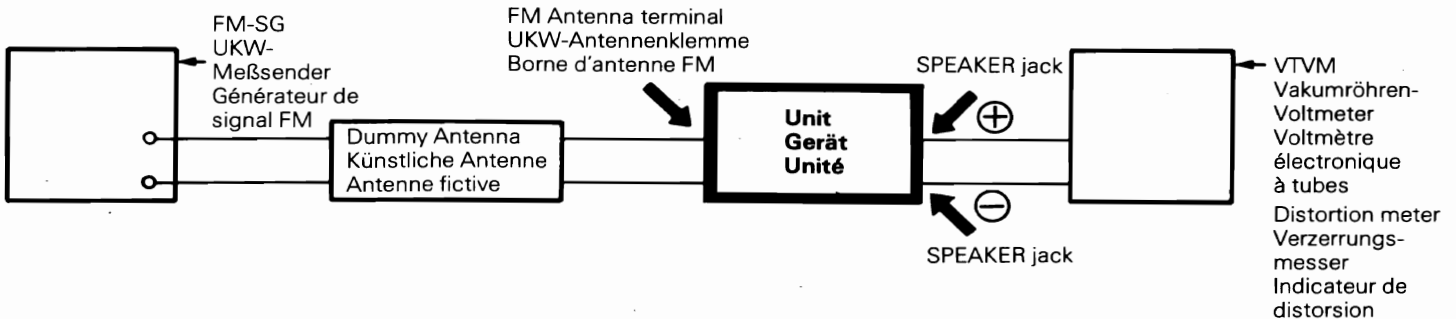 FM-SG
UKW-
Meßsender
Générateur de
signal FM
Dummy Antenna
Künstliche Antenne
Antenne fictive
FM Antenna terminal
UKW-Antennenklemme
Borne d'antenne FM
Unit
Gerät
Unité
SPEAKER jack
⊕
⊖
SPEAKER jack
VTVM
Vakumröhren-
Voltmeter
Voltmètre
électronique
à tubes
Distortion meter
Verzerrungs-
messer
Indicateur de
distorsion